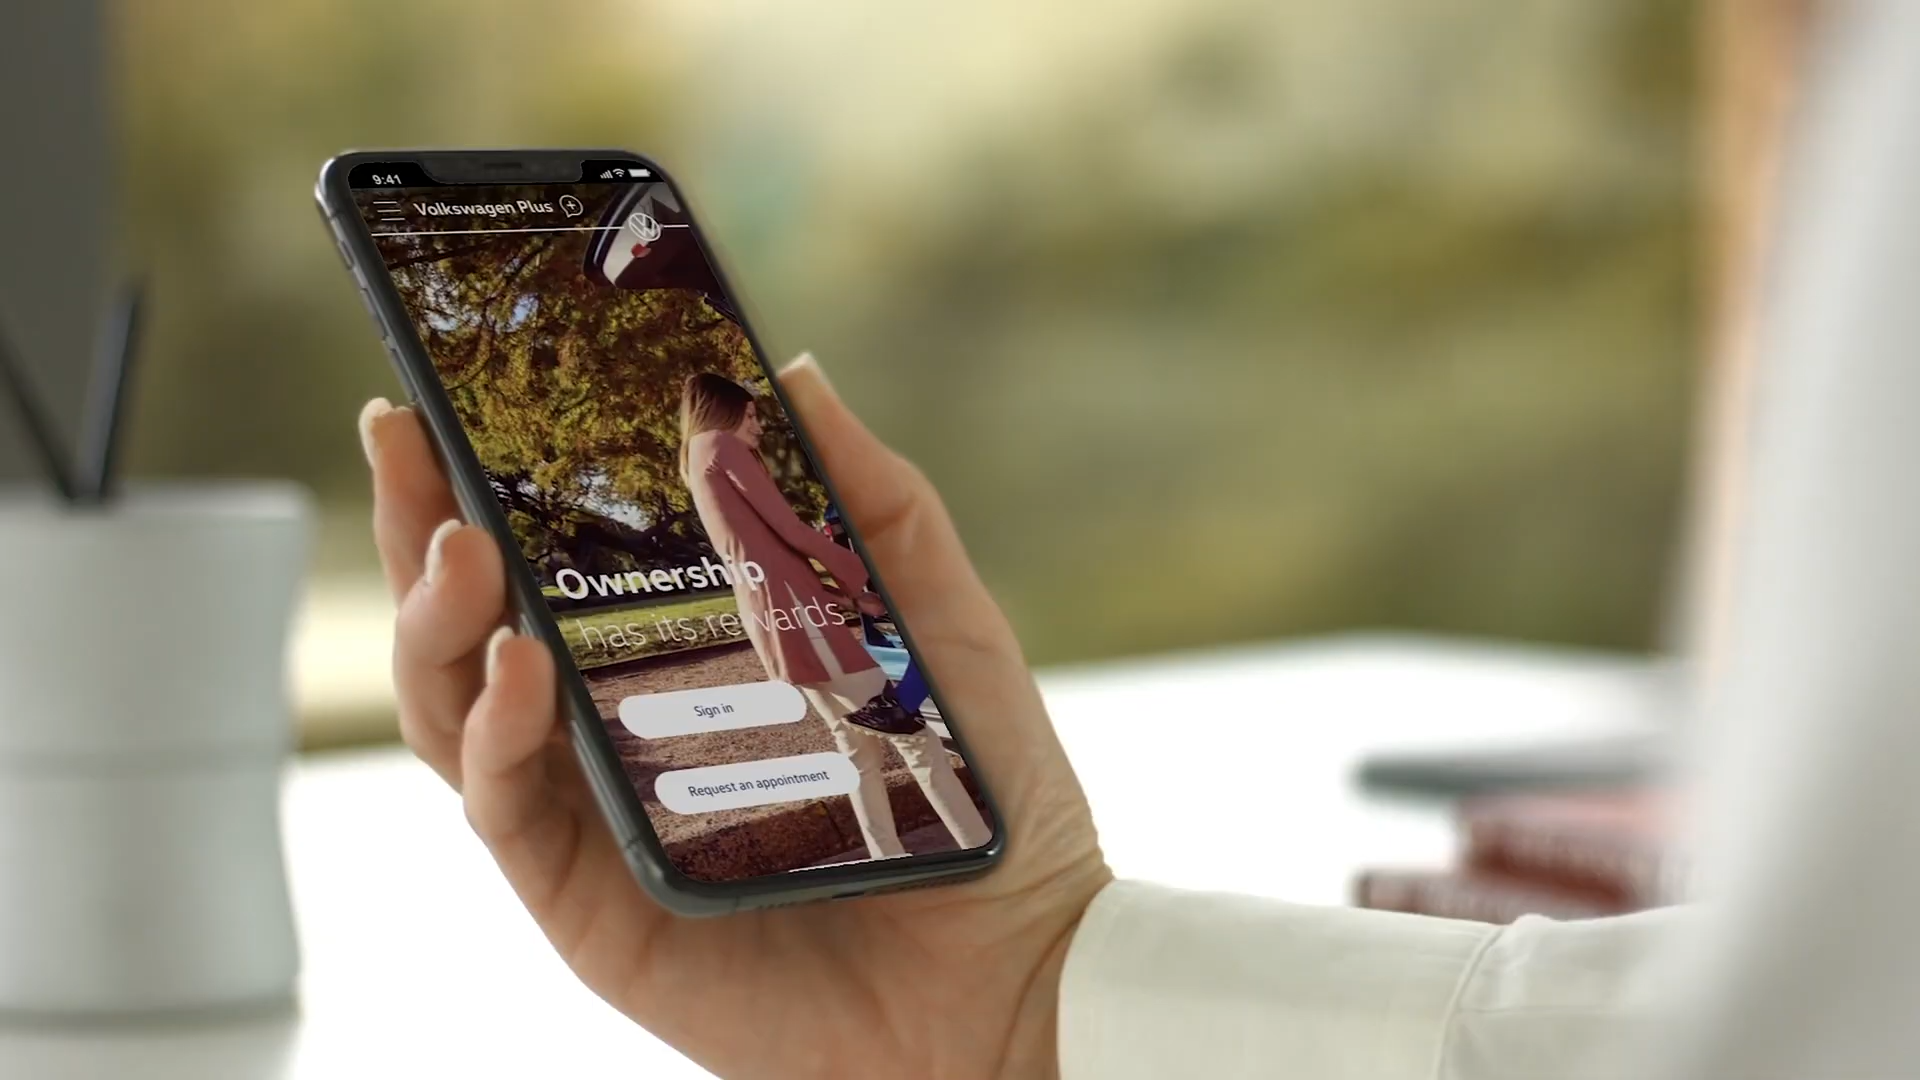 9:41
Volkswagen Plus
Ownership
has its rewards
Sign in
Request an appointment